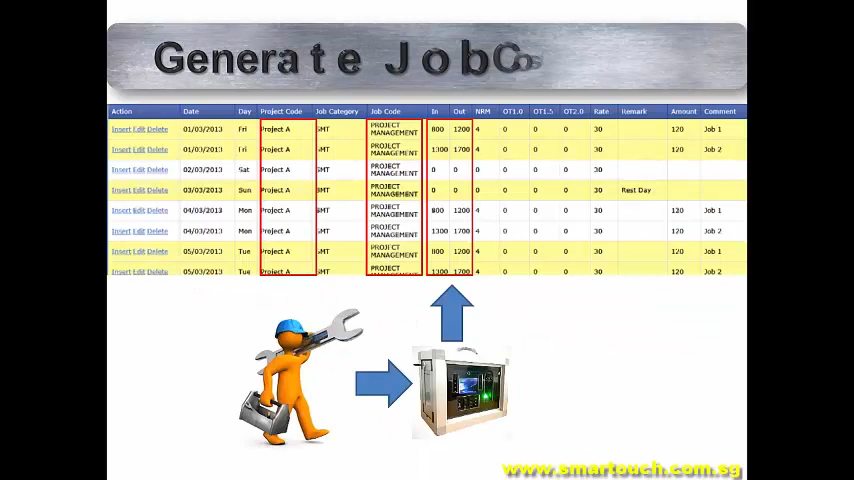 Generate JobCos
Action Date Day Project Code Job Category Job Code In Out NRM OT1.0 OT1.5 OT2.0 Rate Remark Amount Comment
Insert Edit Delete 01/03/2013 Fri Project A SMT PROJECT MANAGEMENT 800 1200 4 0 0 0 30 120 Job 1
Insert Edit Delete 01/03/2013 Fri Project A SMT PROJECT MANAGEMENT 1300 1700 4 0 0 0 30 120 Job 2
Insert Edit Delete 02/03/2013 Sat Project A SMT PROJECT MANAGEMENT 0 0 0 0 0 0 30
Insert Edit Delete 03/03/2013 Sun Project A SMT PROJECT MANAGEMENT 0 0 0 0 0 0 30 Rest Day
Insert Edit Delete 04/03/2013 Mon Project A SMT PROJECT MANAGEMENT 800 1200 4 0 0 0 30 120 Job 1
Insert Edit Delete 04/03/2013 Mon Project A SMT PROJECT MANAGEMENT 1300 1700 4 0 0 0 30 120 Job 2
Insert Edit Delete 05/03/2013 Tue Project A SMT PROJECT MANAGEMENT 800 1200 4 0 0 0 30 120 Job 1
Insert Edit Delete 05/03/2013 Tue Project A SMT PROJECT MANAGEMENT 1300 1700 4 0 0 0 30 120 Job 2
www.smartouch.com.sg